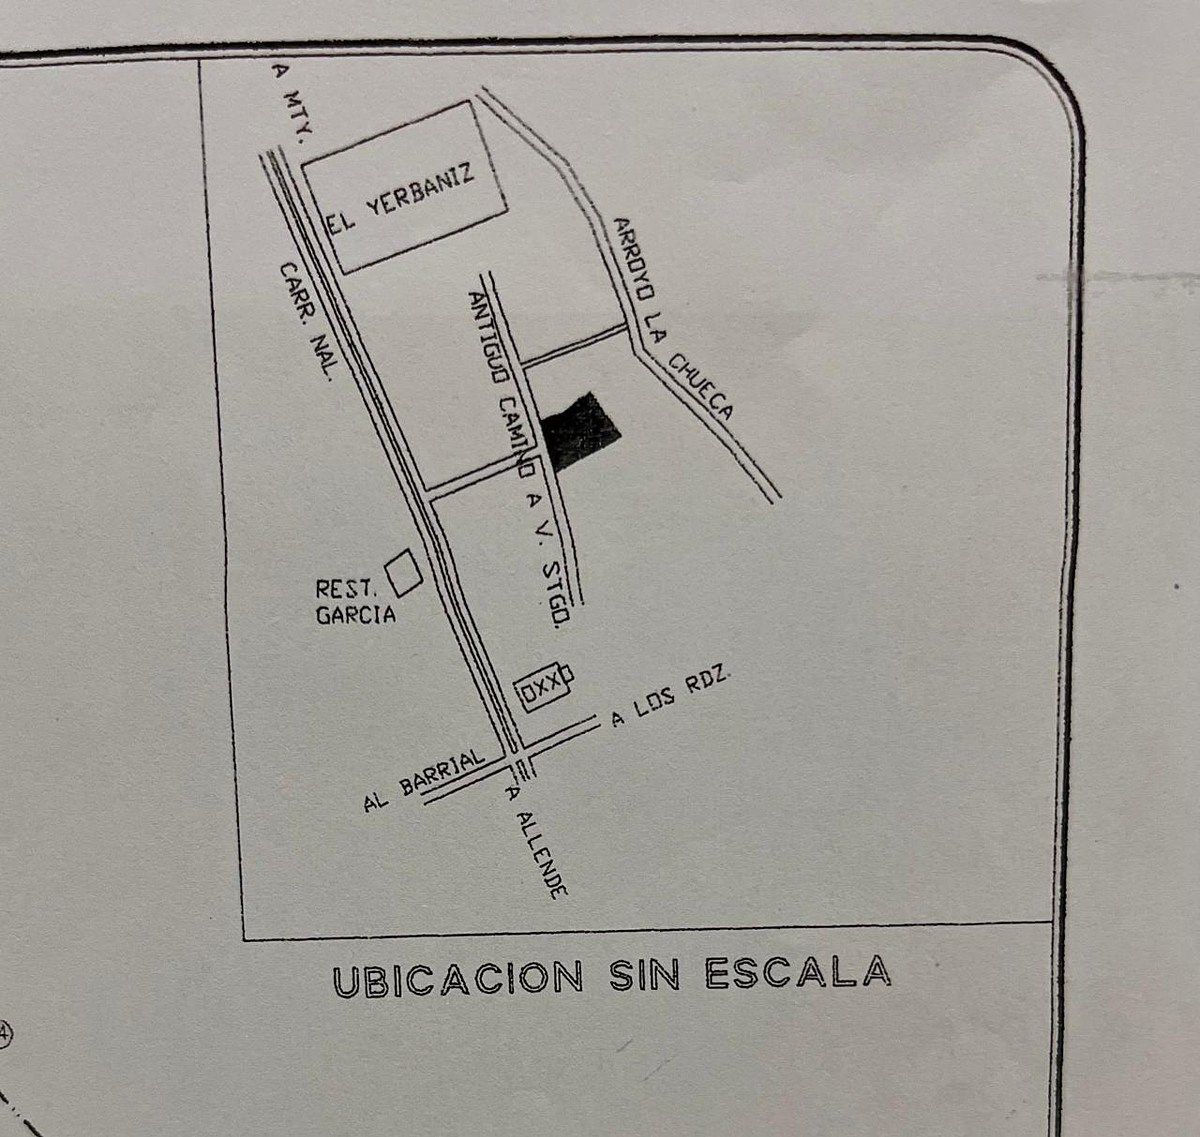 A MTY.
EL YERBANIZ
ARROYO LA CHUECA
CARR. NAL.
ANTIGUO CAMINO A V. STGO.
REST.
GARCIA
OXXO
A LOS RDZ.
AL BARRIAL
A ALLENDE
UBICACION SIN ESCALA
4